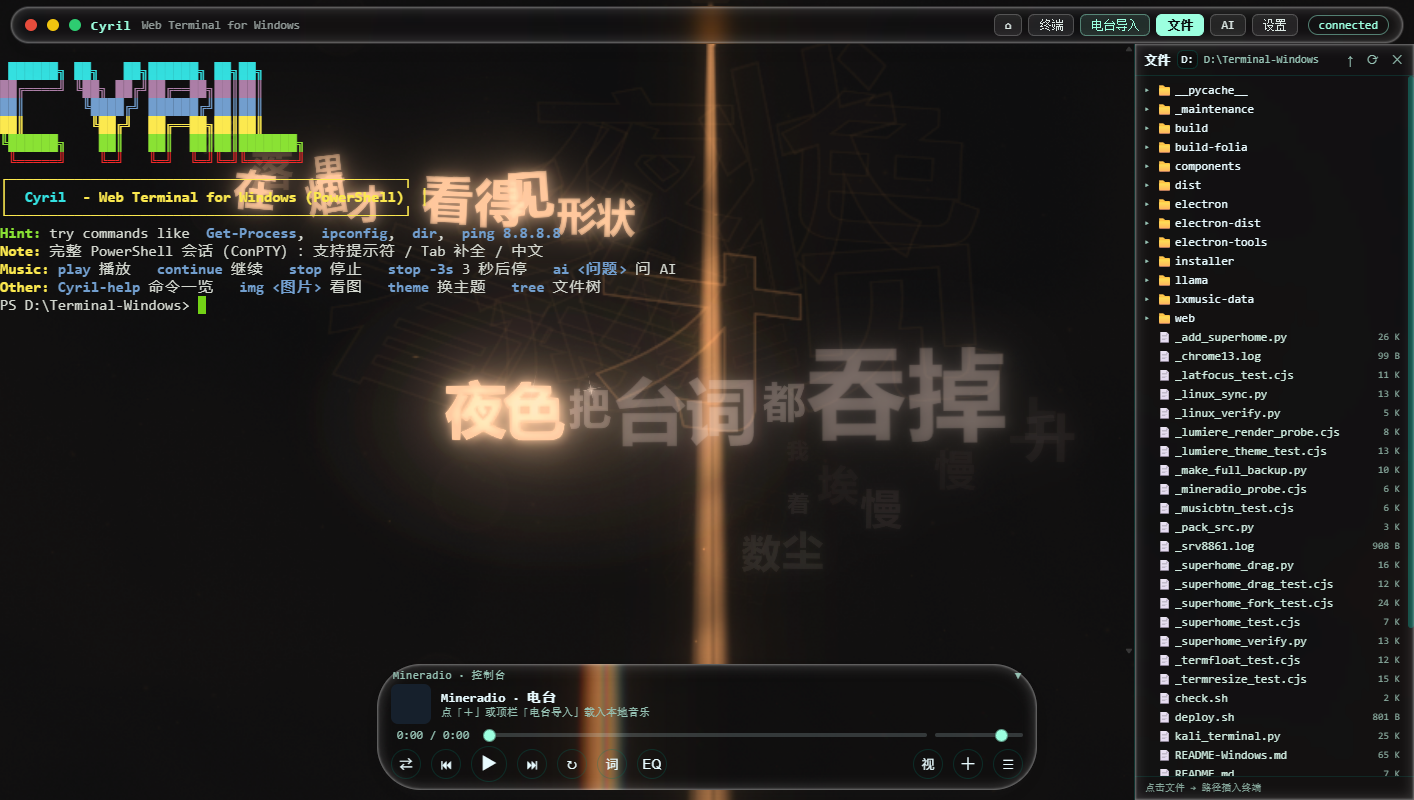 Cyril Web Terminal for Windows
⌂ 终端 电台导入 文件 AI 设置 connected
CYRIL
Cyril - Web Terminal for Windows (PowerShell)
Hint: try commands like Get-Process, ipconfig, dir, ping 8.8.8.8
Note: 完整 PowerShell 会话 (ConPTY) : 支持提示符 / Tab 补全 / 中文
Music: play 播放 continue 继续 stop 停止 stop -3s 3 秒后停 ai <问题> 问 AI
Other: Cyril-help 命令一览 img <图片> 看图 theme 换主题 tree 文件树
PS D:\Terminal-Windows>
在 里 烟 才 看得见 形状
夜色把台词都吞掉
我 埃 慢 升
着 慢
数 尘
Mineradio · 控制台 ▼
Mineradio · 电台
点「+」或顶栏「电台导入」载入本地音乐
0:00 / 0:00
词 EQ 视
文件 D: D:\Terminal-Windows
__pycache__
_maintenance
build
build-folia
components
dist
electron
electron-dist
electron-tools
installer
llama
lxmusic-data
web
_add_superhome.py 26 K
_chrome13.log 99 B
_latfocus_test.cjs 11 K
_linux_sync.py 13 K
_linux_verify.py 5 K
_lumiere_render_probe.cjs 8 K
_lumiere_theme_test.cjs 13 K
_make_full_backup.py 10 K
_mineradio_probe.cjs 6 K
_musicbtn_test.cjs 6 K
_pack_src.py 3 K
_srv8861.log 908 B
_superhome_drag.py 16 K
_superhome_drag_test.cjs 12 K
_superhome_fork_test.cjs 24 K
_superhome_test.cjs 7 K
_superhome_verify.py 13 K
_termfloat_test.cjs 12 K
_termresize_test.cjs 15 K
check.sh 2 K
deploy.sh 801 B
kali_terminal.py 25 K
README-Windows.md 65 K
README.md 7 K
点击文件 → 路径插入终端